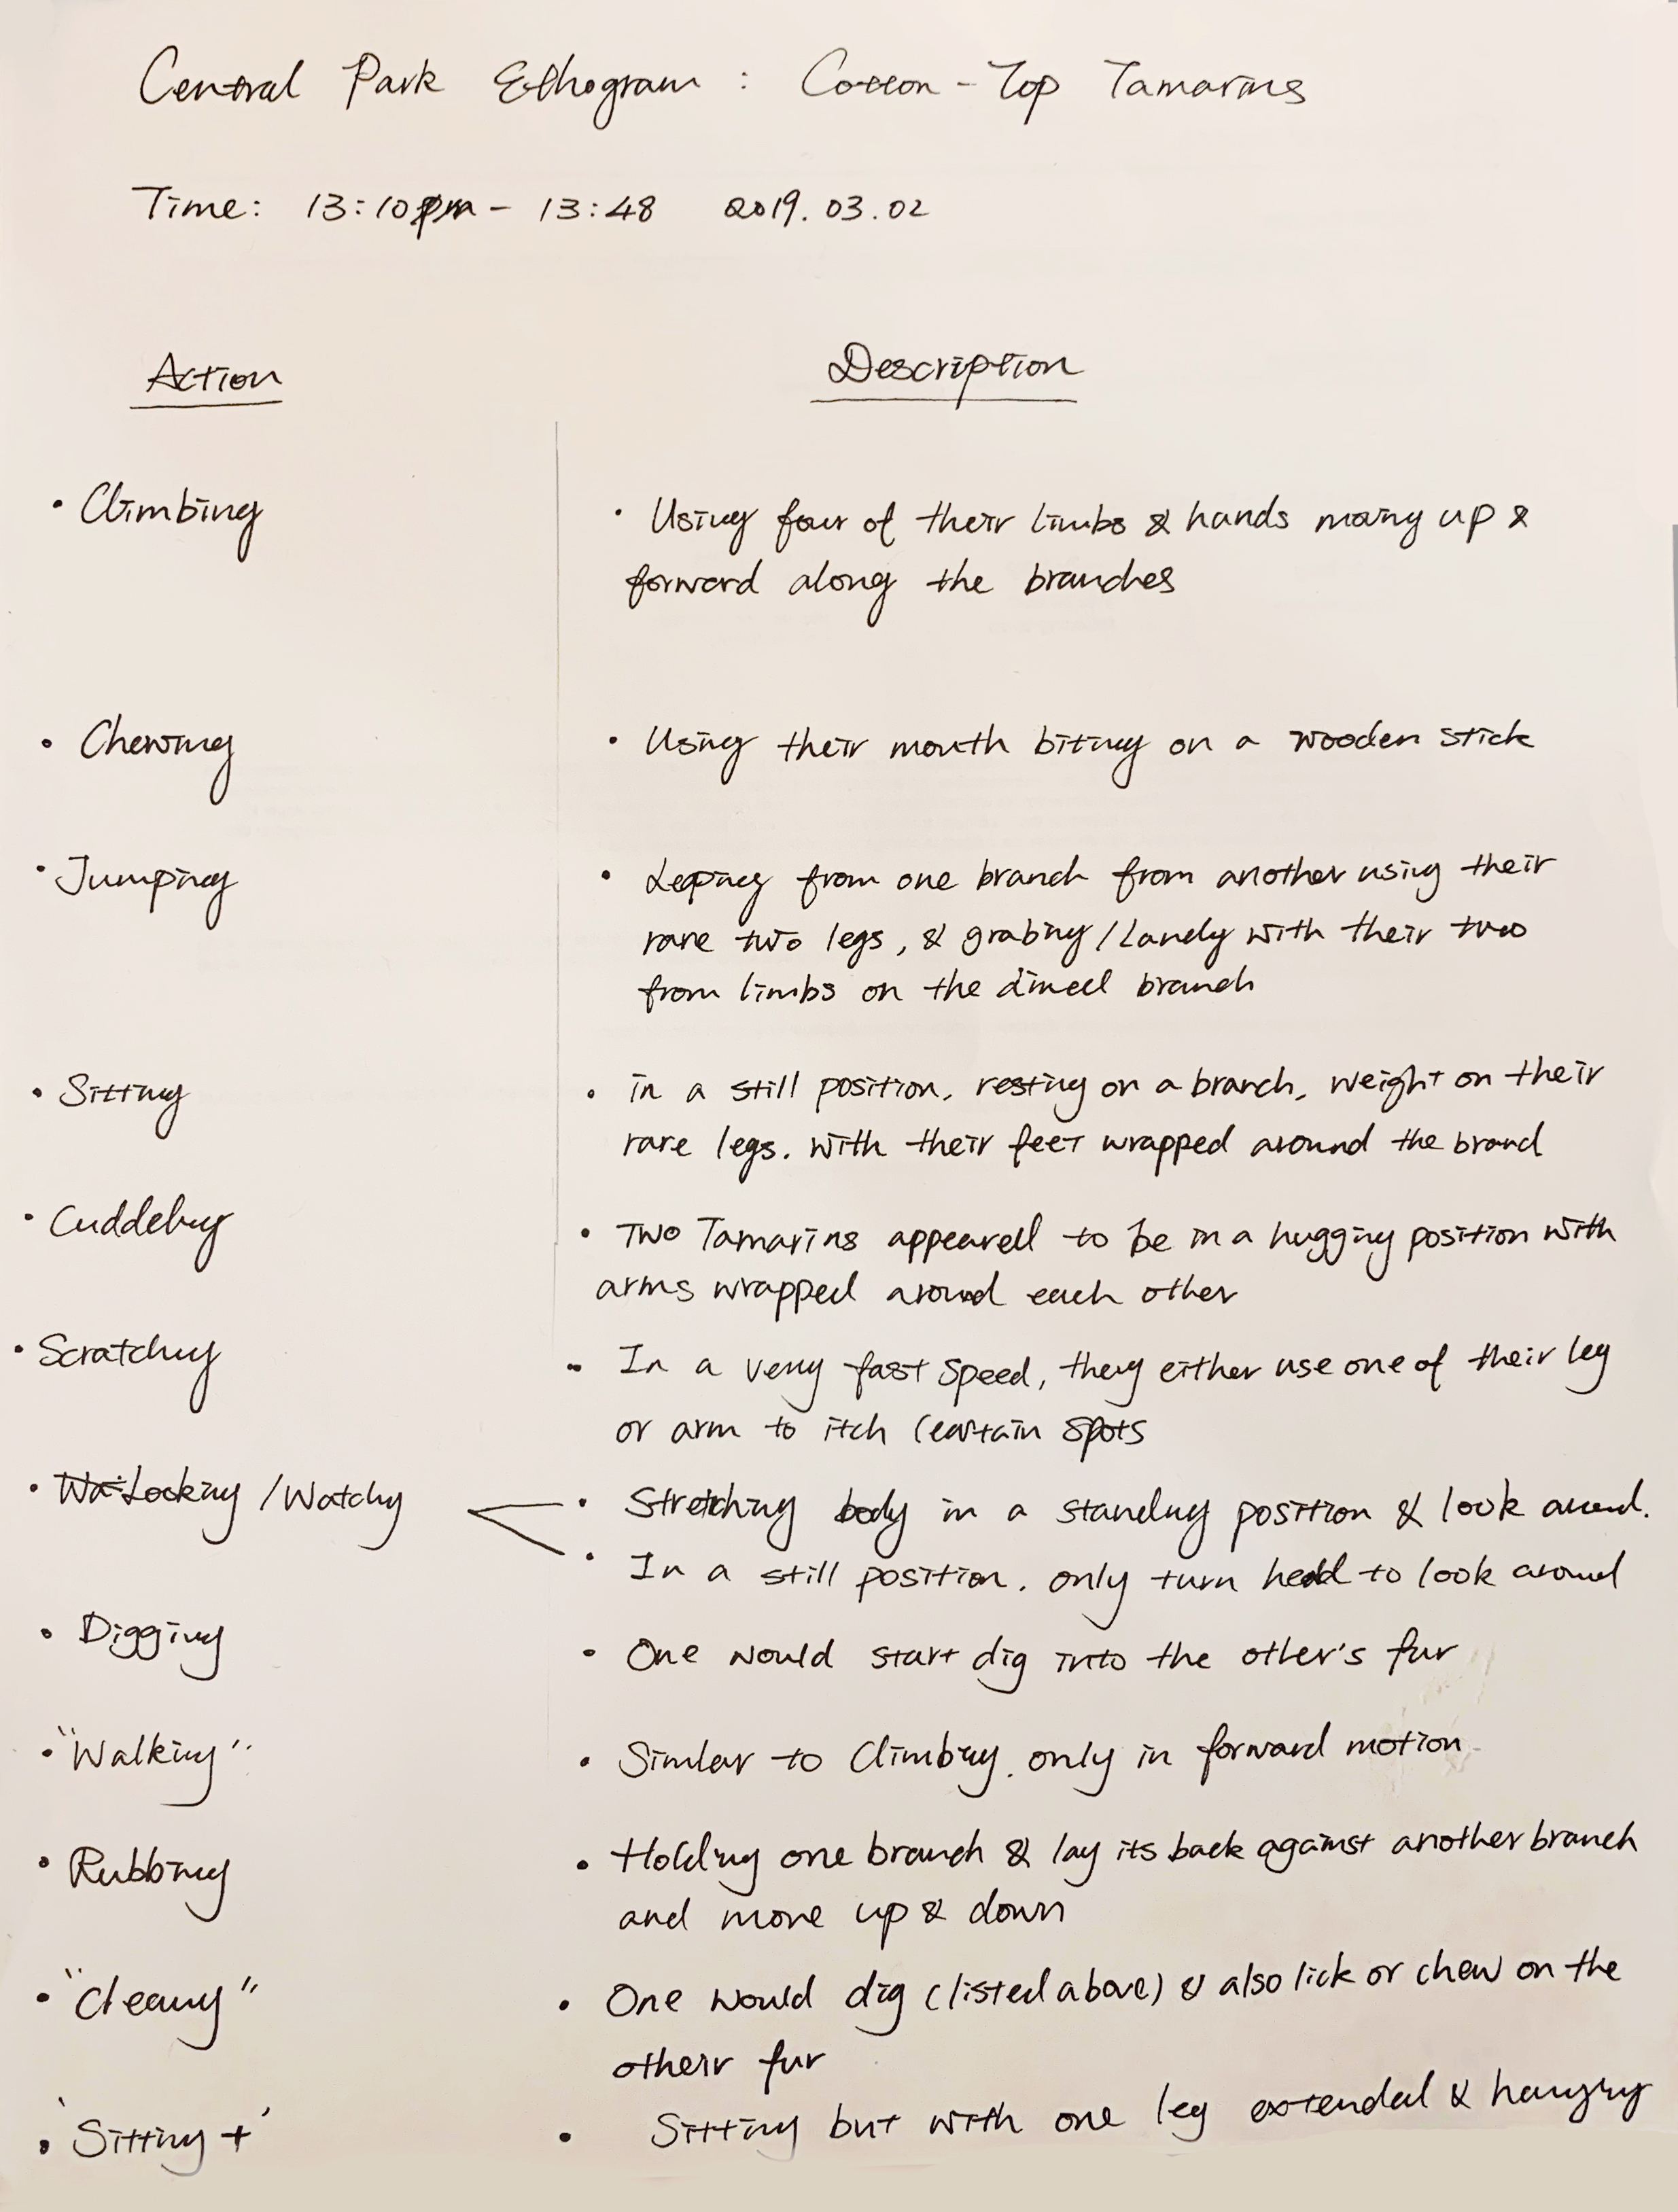 Central Park Ethogram : Cotton-Top Tamarins
Time: 13:10pm - 13:48 2019.03.02
Action Description
• Climbing • Using four of their limbs & hands moving up &
forward along the branches
• Chewing • Using their mouth biting on a wooden stick
• Jumping • Leaping from one branch from another using their
rare two legs, & grabing/landing with their two
from limbs on the branch
• Sitting • in a still position, resting on a branch, weight on their
rare legs. with their feet wrapped around the brand
• Cuddeling • Two Tamarins appeared to be in a hugging position with
arms wrapped around each other
• Scratching • In a very fast speed, they either use one of their leg
or arm to itch certain spots
• Looking / Watching • Stretching body in a standing position & look around.
• In a still position. only turn head to look around
• Digging • One would start dig into the other's fur
• "Walking" • Similar to Climbing. only in forward motion
• Rubbing • Holding one branch & lay its back against another branch
and move up & down
• "Cleaning" • One would dig (listed above) & also lick or chew on the
otheir fur
• 'Sitting +' • Sitting but with one leg extended & hanging